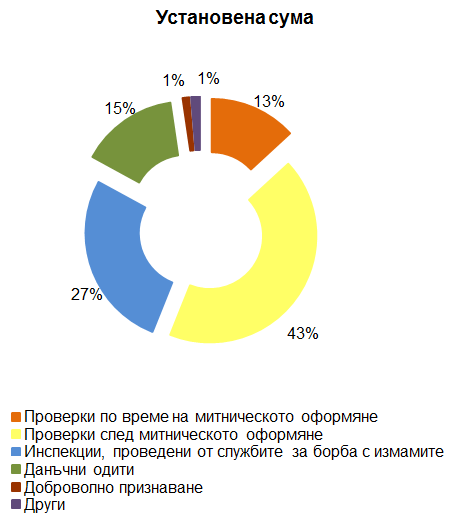 Установена сума
1%
1%
13%
15%
27%
43%
Проверки по време на митническото оформяне
Проверки след митническото оформяне
Инспекции, проведени от службите за борба с измамите
Данъчни одити
Доброволно признаване
Други